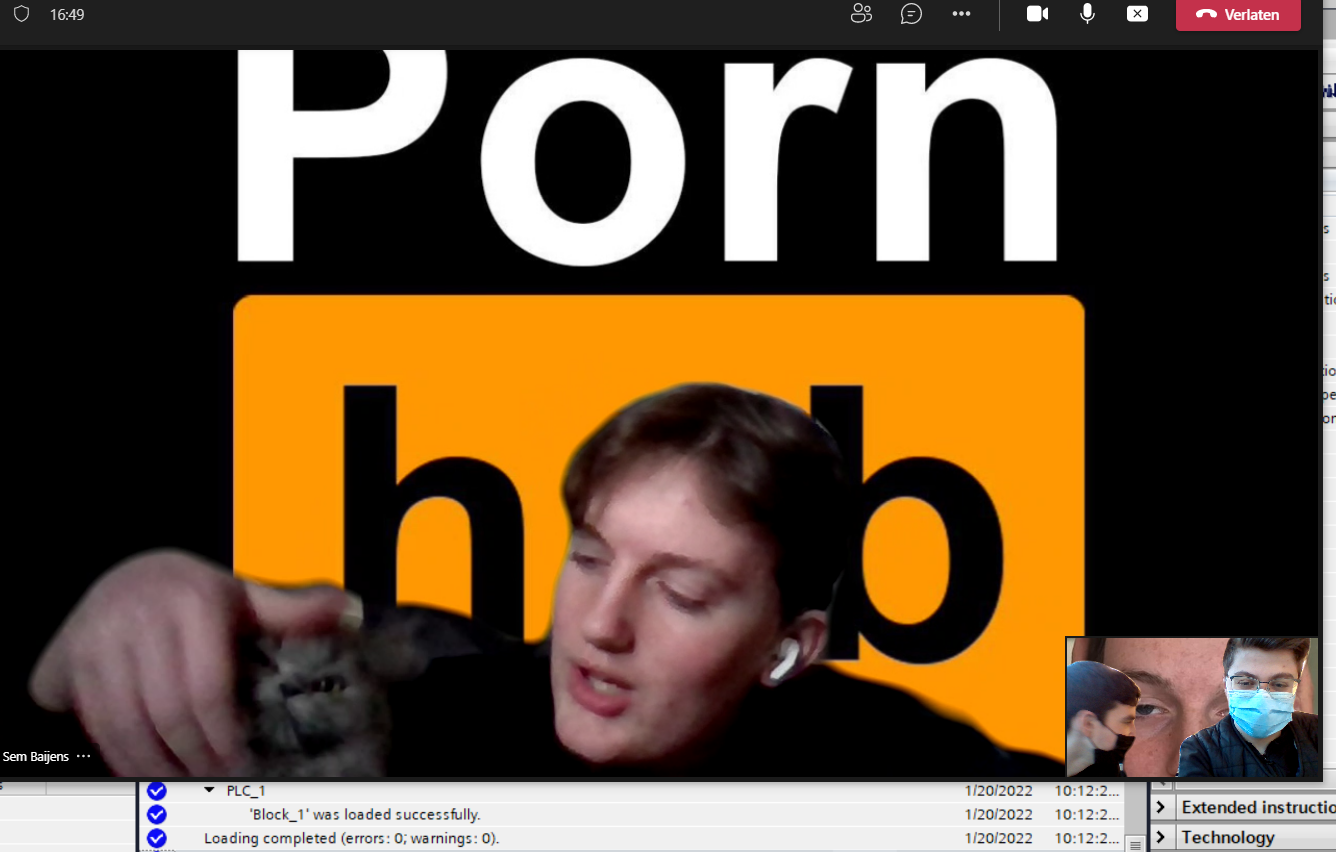 16:49
Verlaten
Porn
h b
Sem Baijens
PLC_1 1/20/2022 10:12:2...
'Block_1' was loaded successfully. 1/20/2022 10:12:2...
Loading completed (errors: 0; warnings: 0). 1/20/2022 10:12:2...
Extended instructio
Technology